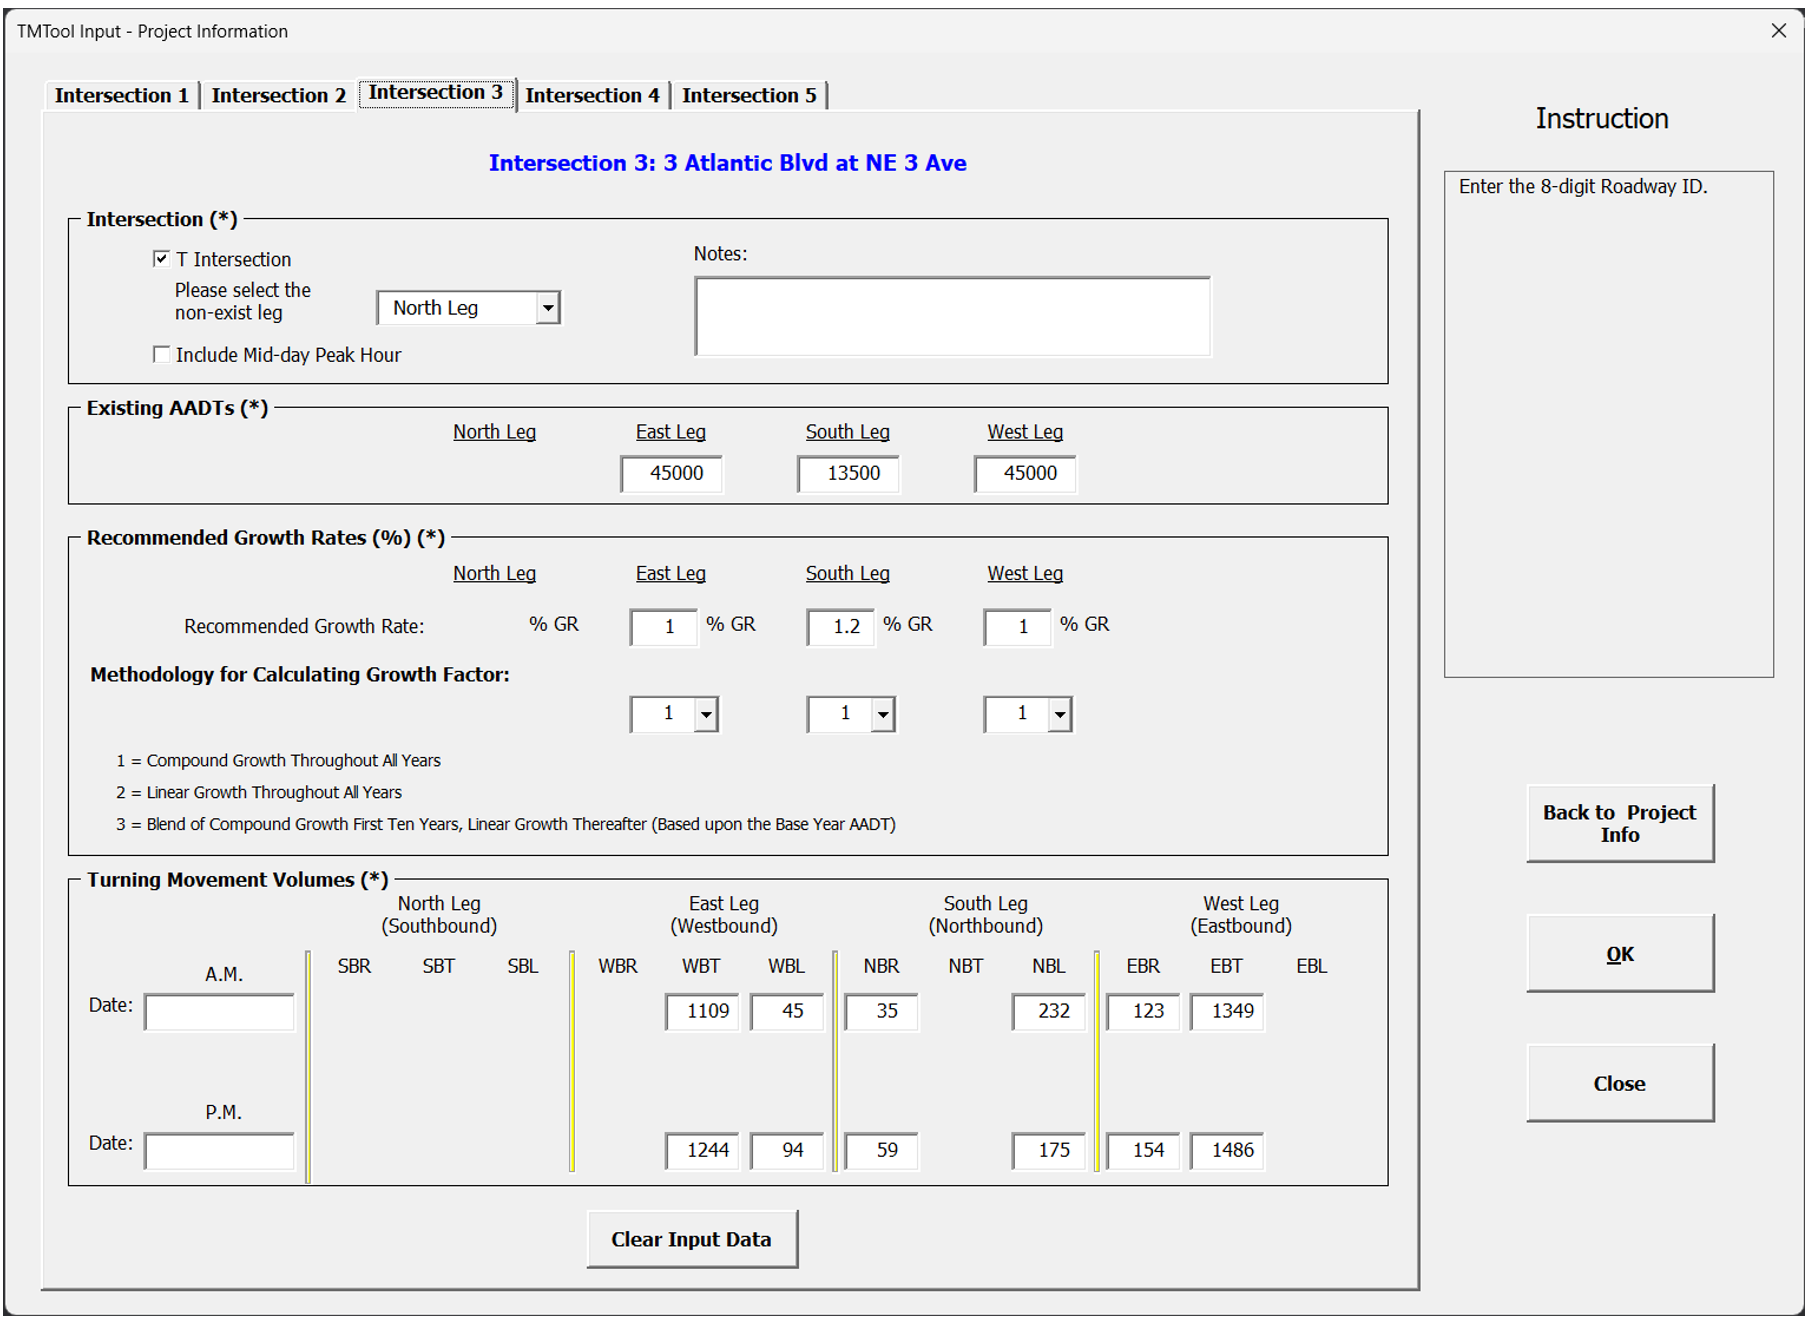 TMTool Input - Project Information
Intersection 1 Intersection 2 Intersection 3 Intersection 4 Intersection 5
Instruction
Enter the 8-digit Roadway ID.
Intersection 3: 3 Atlantic Blvd at NE 3 Ave
Intersection (*)
T Intersection
Please select the
non-exist leg
North Leg
Include Mid-day Peak Hour
Notes:
Existing AADTs (*)
North Leg East Leg South Leg West Leg
45000 13500 45000
Recommended Growth Rates (%) (*)
North Leg East Leg South Leg West Leg
Recommended Growth Rate: % GR 1 % GR 1.2 % GR 1 % GR
Methodology for Calculating Growth Factor:
1 1 1
1 = Compound Growth Throughout All Years
2 = Linear Growth Throughout All Years
3 = Blend of Compound Growth First Ten Years, Linear Growth Thereafter (Based upon the Base Year AADT)
Turning Movement Volumes (*)
North Leg East Leg South Leg West Leg
(Southbound) (Westbound) (Northbound) (Eastbound)
A.M. SBR SBT SBL WBR WBT WBL NBR NBT NBL EBR EBT EBL
Date: 1109 45 35 232 123 1349
P.M.
Date: 1244 94 59 175 154 1486
Clear Input Data
Back to Project
Info
OK
Close